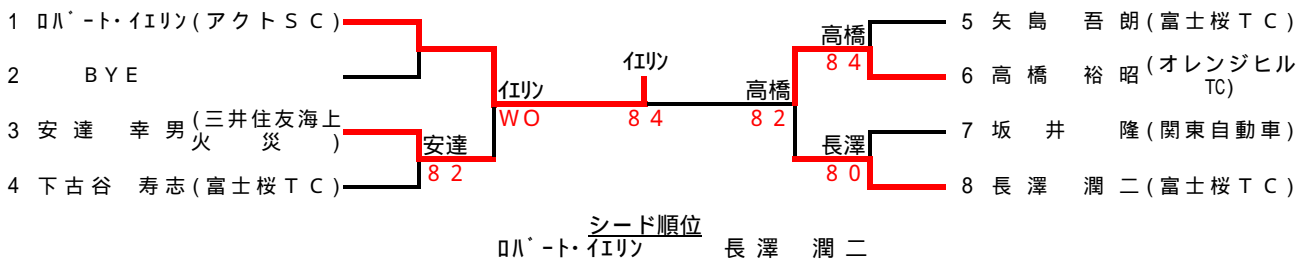 1 ﾛﾊﾞｰﾄ･ｲｴﾘﾝ(アクトSC)
2 BYE
3 安達 幸男(三井住友海上火災)
4 下古谷 寿志(富士桜TC)
安達
82
ｲｴﾘﾝ
WO
ｲｴﾘﾝ
84
高橋
82
高橋
84
長澤
80
5 矢島 吾朗(富士桜TC)
6 高橋 裕昭(オレンジヒルTC)
7 坂井 隆(関東自動車)
8 長澤 潤二(富士桜TC)
シード順位
ﾛﾊﾞｰﾄ･ｲｴﾘﾝ 長澤 潤二